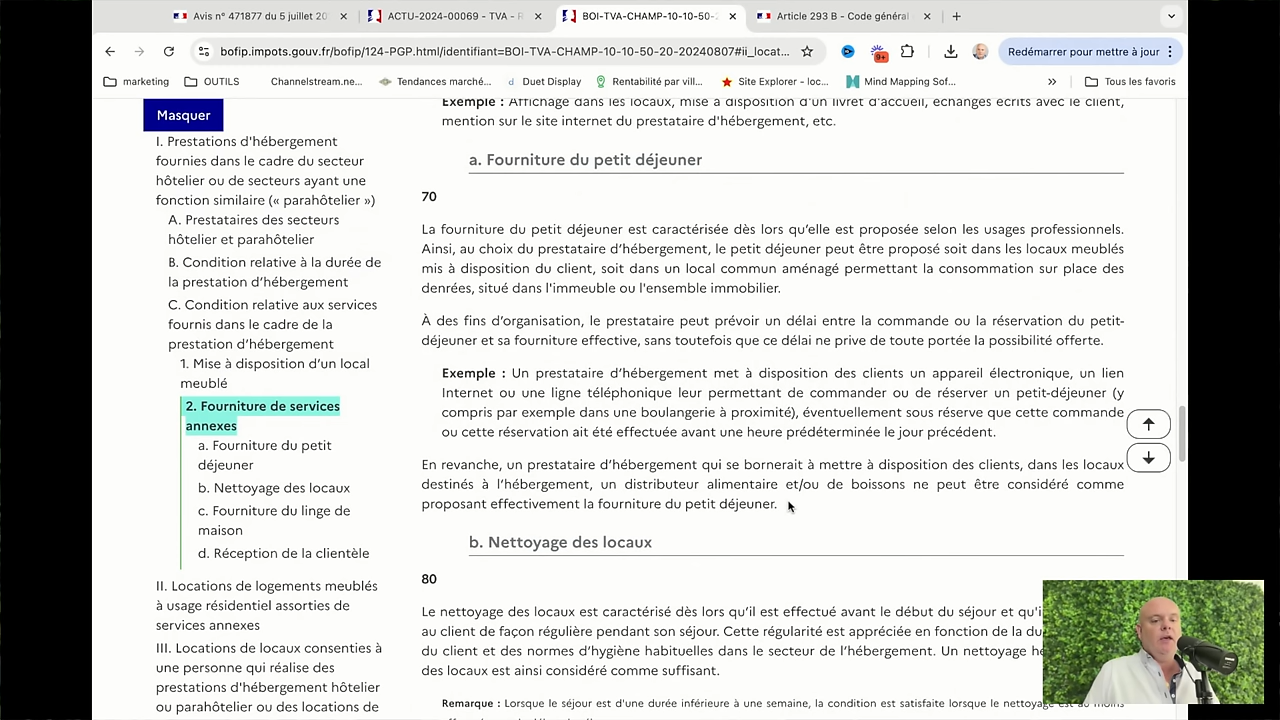 Avis n° 471877 du 5 juillet 20
ACTU-2024-00069 - TVA - R
BOI-TVA-CHAMP-10-10-50-2
Article 293 B - Code général
bofip.impots.gouv.fr/bofip/124-PGP.html/identifiant=BOI-TVA-CHAMP-10-10-50-20-20240807#ii_locat...
9+
Redémarrer pour mettre à jour
marketing
OUTILS
Channelstream.ne...
Tendances marché...
Duet Display
Rentabilité par vill...
Site Explorer - loc...
Mind Mapping Sof...
»
Tous les favoris
Masquer
I. Prestations d'hébergement
fournies dans le cadre du secteur
hôtelier ou de secteurs ayant une
fonction similaire (« parahôtelier »)
A. Prestataires des secteurs
hôtelier et parahôtelier
B. Condition relative à la durée de
la prestation d’hébergement
C. Condition relative aux services
fournis dans le cadre de la
prestation d’hébergement
1. Mise à disposition d’un local
meublé
2. Fourniture de services
annexes
a. Fourniture du petit
déjeuner
b. Nettoyage des locaux
c. Fourniture du linge de
maison
d. Réception de la clientèle
II. Locations de logements meublés
à usage résidentiel assorties de
services annexes
III. Locations de locaux consenties à
une personne qui réalise des
prestations d'hébergement hôtelier
ou parahôtelier ou des locations de
Exemple : Affichage dans les locaux, mise à disposition d'un livret d'accueil, échanges écrits avec le client,
mention sur le site internet du prestataire d'hébergement, etc.
a. Fourniture du petit déjeuner
70
La fourniture du petit déjeuner est caractérisée dès lors qu’elle est proposée selon les usages professionnels.
Ainsi, au choix du prestataire d’hébergement, le petit déjeuner peut être proposé soit dans les locaux meublés
mis à disposition du client, soit dans un local commun aménagé permettant la consommation sur place des
denrées, situé dans l'immeuble ou l'ensemble immobilier.
À des fins d’organisation, le prestataire peut prévoir un délai entre la commande ou la réservation du petit-
déjeuner et sa fourniture effective, sans toutefois que ce délai ne prive de toute portée la possibilité offerte.
Exemple : Un prestataire d’hébergement met à disposition des clients un appareil électronique, un lien
Internet ou une ligne téléphonique leur permettant de commander ou de réserver un petit-déjeuner (y
compris par exemple dans une boulangerie à proximité), éventuellement sous réserve que cette commande
ou cette réservation ait été effectuée avant une heure prédéterminée le jour précédent.
En revanche, un prestataire d’hébergement qui se bornerait à mettre à disposition des clients, dans les locaux
destinés à l’hébergement, un distributeur alimentaire et/ou de boissons ne peut être considéré comme
proposant effectivement la fourniture du petit déjeuner.
b. Nettoyage des locaux
80
Le nettoyage des locaux est caractérisé dès lors qu’il est effectué avant le début du séjour et qu'i
au client de façon régulière pendant son séjour. Cette régularité est appréciée en fonction de la du
du client et des normes d’hygiène habituelles dans le secteur de l’hébergement. Un nettoyage he
des locaux est ainsi considéré comme suffisant.
Remarque : Lorsque le séjour est d'une durée inférieure à une semaine, la condition est satisfaite lorsque le nettoyage est au moins